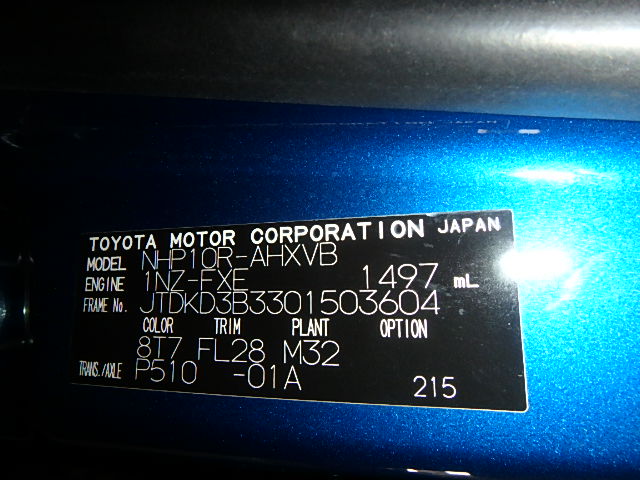 TOYOTA MOTOR CORPORATION JAPAN
MODEL NHP10R-AHXVB
ENGINE 1NZ-FXE 1497 mL
FRAME No. JTDKD3B3301503604
COLOR TRIM PLANT OPTION
8T7 FL28 M32
TRANS./AXLE P510 -01A
215